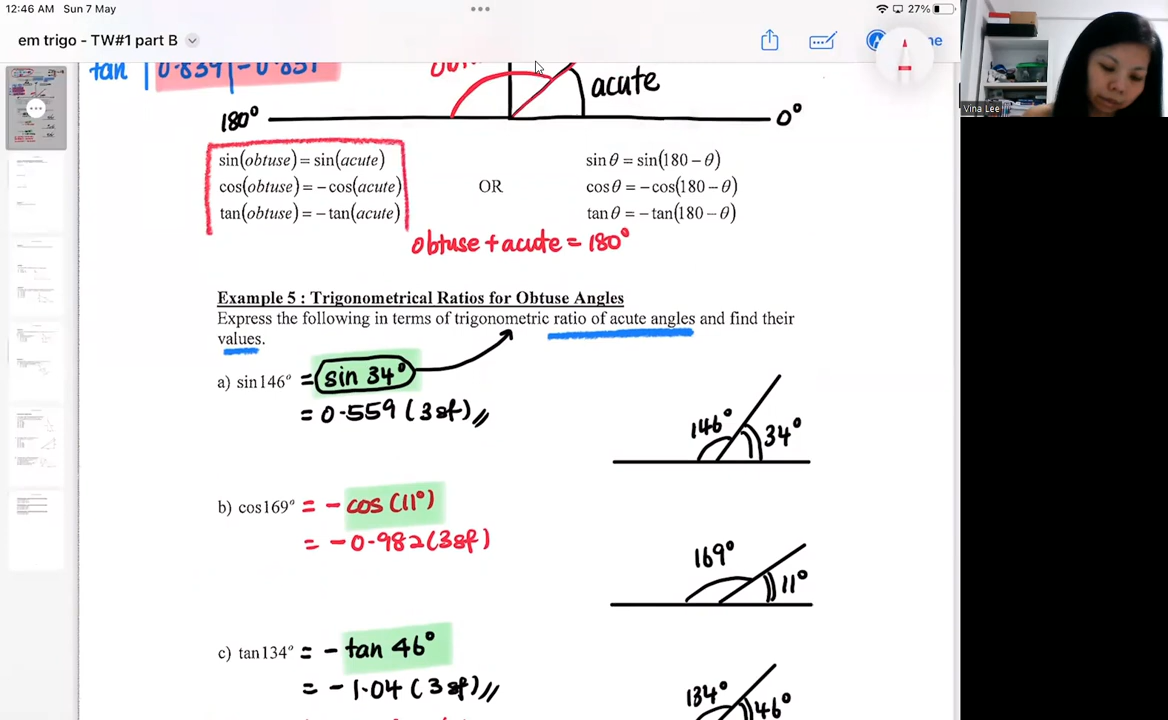 12:46 AM Sun 7 May
27%
em trigo - TW#1 part B
Vina Lee
tan
acute
180° 0°
sin(obtuse) = sin(acute)
cos(obtuse) = −cos(acute)
tan(obtuse) = −tan(acute)
OR
sin θ = sin(180 − θ)
cos θ = −cos(180 − θ)
tan θ = −tan(180 − θ)
obtuse + acute = 180°
Example 5 : Trigonometrical Ratios for Obtuse Angles
Express the following in terms of trigonometric ratio of acute angles and find their
values.
a) sin146° = sin 34°
= 0.559 (3sf)
146° 34°
b) cos169° = − cos (11°)
= −0.982 (3sf)
169° 11°
c) tan134° = − tan 46°
= −1.04 (3sf)
134° 46°